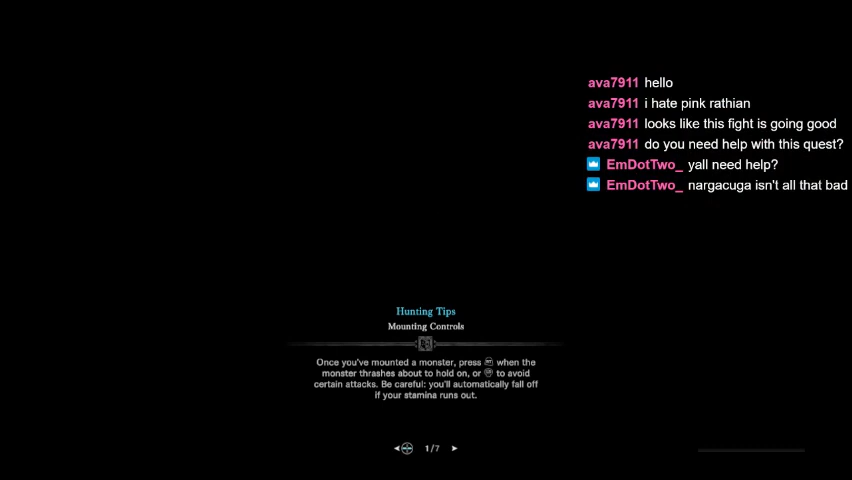 ava7911 hello
ava7911 i hate pink rathian
ava7911 looks like this fight is going good
ava7911 do you need help with this quest?
EmDotTwo_ yall need help?
EmDotTwo_ nargacuga isn't all that bad
Hunting Tips
Mounting Controls
Once you've mounted a monster, press when the
monster thrashes about to hold on, or to avoid
certain attacks. Be careful: you'll automatically fall off
if your stamina runs out.
1/7